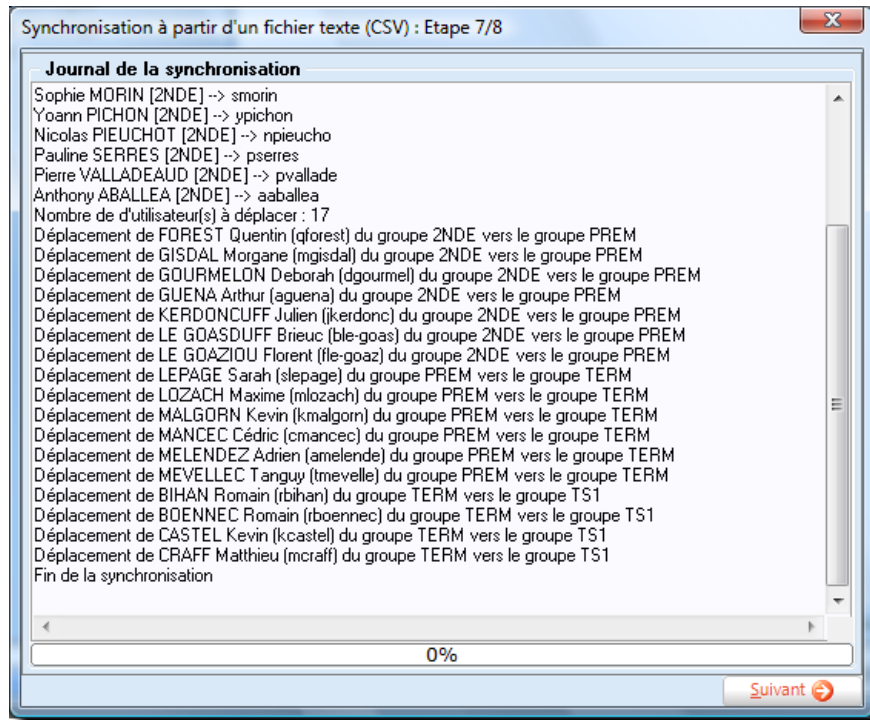 Synchronisation à partir d'un fichier texte (CSV) : Etape 7/8
Journal de la synchronisation
Sophie MORIN [2NDE] --> smorin
Yoann PICHON [2NDE] --> ypichon
Nicolas PIEUCHOT [2NDE] --> npieucho
Pauline SERRES [2NDE] --> pserres
Pierre VALLADEAUD [2NDE] --> pvallade
Anthony ABALLEA [2NDE] --> aaballea
Nombre de d'utilisateur(s) à déplacer : 17
Déplacement de FOREST Quentin (qforest) du groupe 2NDE vers le groupe PREM
Déplacement de GISDAL Morgane (mgisdal) du groupe 2NDE vers le groupe PREM
Déplacement de GOURMELON Deborah (dgourmel) du groupe 2NDE vers le groupe PREM
Déplacement de GUENA Arthur (aguena) du groupe 2NDE vers le groupe PREM
Déplacement de KERDONCUFF Julien (jkerdonc) du groupe 2NDE vers le groupe PREM
Déplacement de LE GOASDUFF Brieuc (ble-goas) du groupe 2NDE vers le groupe PREM
Déplacement de LE GOAZIOU Florent (fle-goaz) du groupe 2NDE vers le groupe PREM
Déplacement de LEPAGE Sarah (slepage) du groupe PREM vers le groupe TERM
Déplacement de LOZACH Maxime (mlozach) du groupe PREM vers le groupe TERM
Déplacement de MALGORN Kevin (kmalgorn) du groupe PREM vers le groupe TERM
Déplacement de MANCEC Cédric (cmancec) du groupe PREM vers le groupe TERM
Déplacement de MELENDEZ Adrien (amelende) du groupe PREM vers le groupe TERM
Déplacement de MEVELLEC Tanguy (tmevelle) du groupe PREM vers le groupe TERM
Déplacement de BIHAN Romain (rbihan) du groupe TERM vers le groupe TS1
Déplacement de BOENNEC Romain (rboennec) du groupe TERM vers le groupe TS1
Déplacement de CASTEL Kevin (kcastel) du groupe TERM vers le groupe TS1
Déplacement de CRAFF Matthieu (mcraff) du groupe TERM vers le groupe TS1
Fin de la synchronisation
0%
Suivant